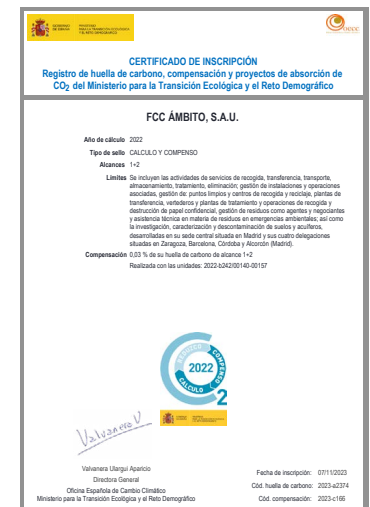 GOBIERNO DE ESPAÑA
MINISTERIO PARA LA TRANSICIÓN ECOLÓGICA Y EL RETO DEMOGRÁFICO
Oecc
CERTIFICADO DE INSCRIPCIÓN
Registro de huella de carbono, compensación y proyectos de absorción de
CO2 del Ministerio para la Transición Ecológica y el Reto Demográfico
FCC ÁMBITO, S.A.U.
Año de cálculo 2022
Tipo de sello CALCULO Y COMPENSO
Alcances 1+2
Límites Se incluyen las actividades de servicios de recogida, transferencia, transporte,
almacenamiento, tratamiento, eliminación; gestión de instalaciones y operaciones
asociadas, gestión de: puntos limpios y centros de recogida y reciclaje, plantas de
transferencia, vertederos y plantas de tratamiento y operaciones de recogida y
destrucción de papel confidencial, gestión de residuos como agentes y negociantes
y asistencia técnica en materia de residuos en emergencias ambientales; así como
la investigación, caracterización y descontaminación de suelos y acuíferos,
desarrolladas en su sede central situada en Madrid y sus cuatro delegaciones
situadas en Zaragoza, Barcelona, Córdoba y Alcorcón (Madrid).
Compensación 0,03 % de su huella de carbono de alcance 1+2
Realizada con las unidades: 2022-b242/00140-00157
REDUZCO
COMPENSO
2022
CALCULO
2
Valvanera U
Valvanera Ulargui Aparicio
Directora General
Oficina Española de Cambio Climático
Ministerio para la Transición Ecológica y el Reto Demográfico
Fecha de inscripción: 07/11/2023
Cód. huella de carbono: 2023-a2374
Cód. compensación: 2023-c166